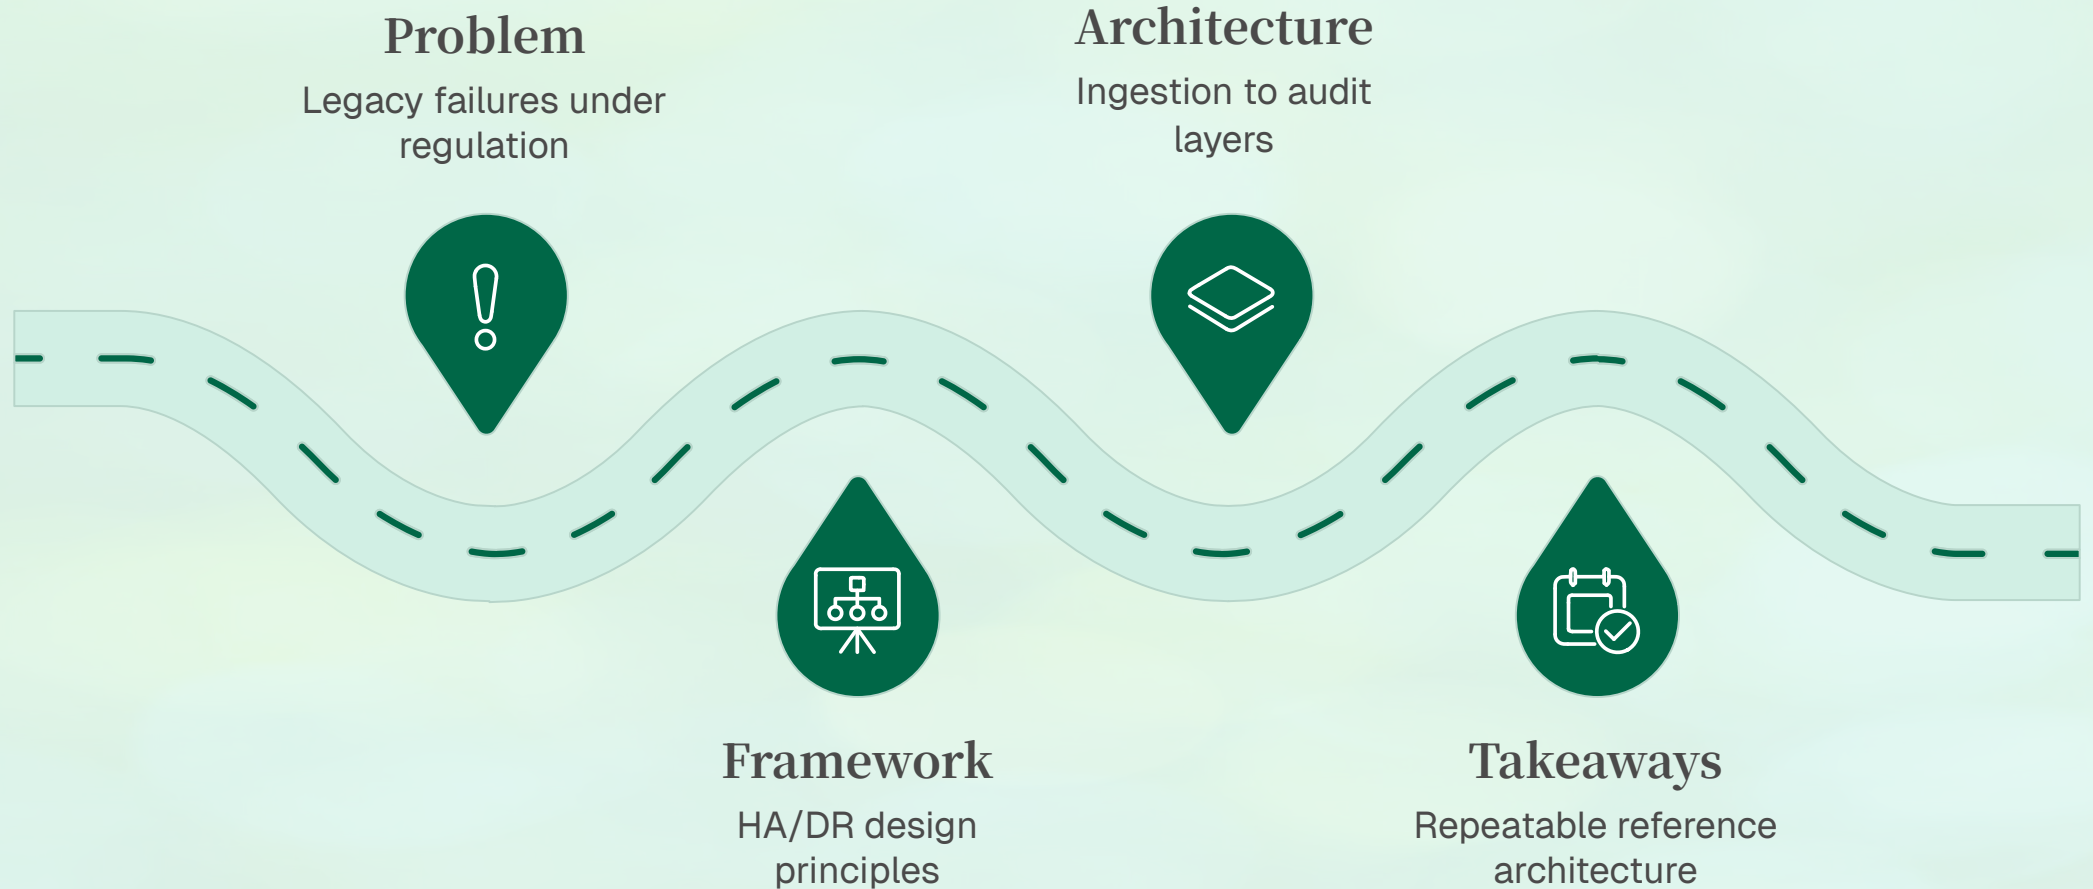 Problem
Legacy failures under
regulation
Framework
HA/DR design
principles
Architecture
Ingestion to audit
layers
Takeaways
Repeatable reference
architecture